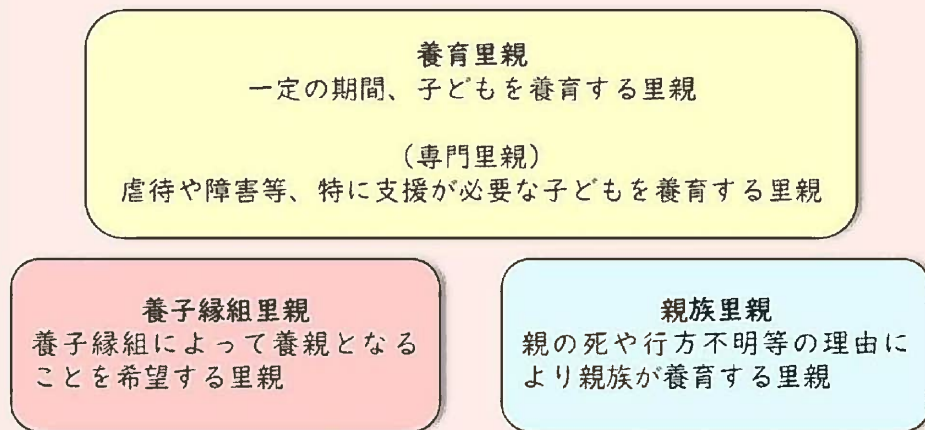 養育里親
一定の期間、子どもを養育する里親
（専門里親）
虐待や障害等、特に支援が必要な子どもを養育する里親
養子縁組里親
養子縁組によって養親となる
ことを希望する里親
親族里親
親の死や行方不明等の理由に
より親族が養育する里親